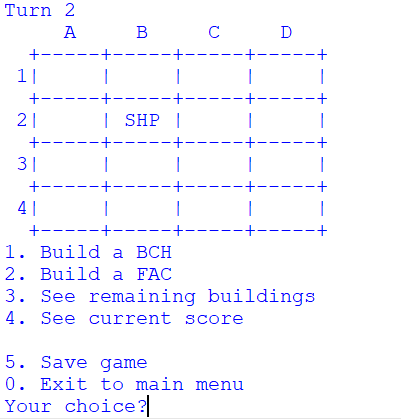 Turn 2
     A     B     C     D
  +-----+-----+-----+-----+
 1|     |     |     |     |
  +-----+-----+-----+-----+
 2|     | SHP |     |     |
  +-----+-----+-----+-----+
 3|     |     |     |     |
  +-----+-----+-----+-----+
 4|     |     |     |     |
  +-----+-----+-----+-----+
1. Build a BCH
2. Build a FAC
3. See remaining buildings
4. See current score

5. Save game
0. Exit to main menu
Your choice?